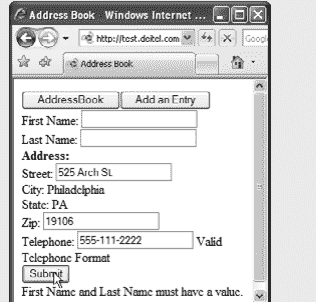 Address Book - Windows Internet ...
http://test.deitel.com
Googl
Address Book
AddressBook Add an Entry
First Name:
Last Name:
Address:
Street: 525 Arch St.
City: Philadelphia
State: PA
Zip: 19106
Telephone: 555-111-2222 Valid
Telephone Format
Submit
First Name and Last Name must have a value.